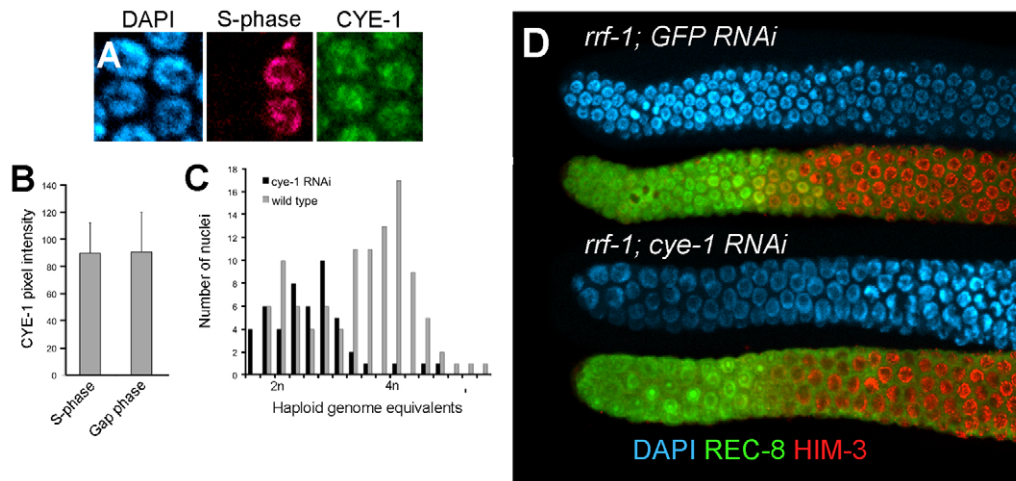 DAPI S-phase CYE-1
A
B
CYE-1 pixel intensity
140
120
100
80
60
40
20
0
S-phase
Gap phase
C
cye-1 RNAi
wild type
Number of nuclei
18
16
14
12
10
8
6
4
2
0
2n 4n
Haploid genome equivalents
D
rrf-1; GFP RNAi
rrf-1; cye-1 RNAi
DAPI REC-8 HIM-3